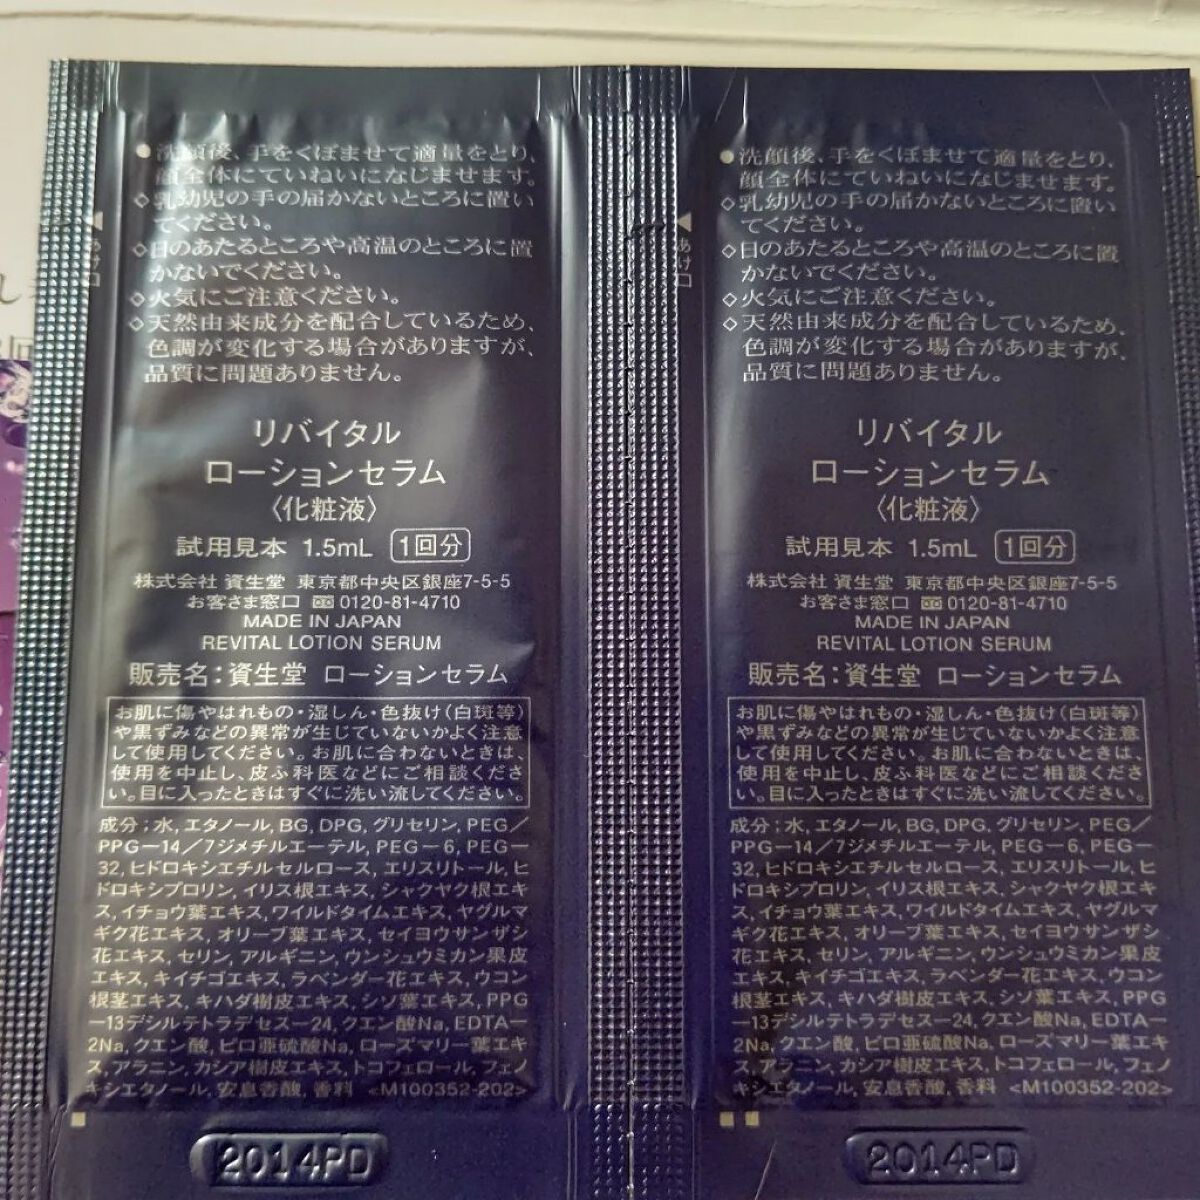 ●洗顔後、手をくぼませて適量をとり、
顔全体にていねいになじませます。
◇乳幼児の手の届かないところに置い
てください。
◇日のあたるところや高温のところに置
かないでください。
◇火気にご注意ください。
◇天然由来成分を配合しているため、
色調が変化する場合がありますが、
品質に問題ありません。
リバイタル
ローションセラム
〈化粧液〉
試用見本 1.5mL 1回分
株式会社 資生堂 東京都中央区銀座7-5-5
お客さま窓口 0120-81-4710
MADE IN JAPAN
REVITAL LOTION SERUM
販売名:資生堂 ローションセラム
お肌に傷やはれもの・湿しん・色抜け(白斑等)
や黒ずみなどの異常が生じていないかよく注意
して使用してください。お肌に合わないときは、
使用を中止し、皮ふ科医などにご相談くださ
い。目に入ったときはすぐに洗い流してください。
成分;水, エタノール, BG, DPG, グリセリン, PEG/
PPG－14/7ジメチルエーテル, PEG－6, PEG－
32, ヒドロキシエチルセルロース, エリスリトール, ヒ
ドロキシプロリン, イリス根エキス, シャクヤク根エキ
ス, イチョウ葉エキス, ワイルドタイムエキス, ヤグルマ
ギク花エキス, オリーブ葉エキス, セイヨウサンザシ
花エキス, セリン, アルギニン, ウンシュウミカン果皮
エキス, キイチゴエキス, ラベンダー花エキス, ウコン
根茎エキス, キハダ樹皮エキス, シソ葉エキス, PPG
－13デシルテトラデセス－24, クエン酸Na, EDTA－
2Na, クエン酸, ピロ亜硫酸Na, ローズマリー葉エキ
ス, アラニン, カシア樹皮エキス, トコフェロール, フェノ
キシエタノール, 安息香酸, 香料 <M100352-202>
2014PD
あけ口
●洗顔後、手をくぼませて適量をとり、
顔全体にていねいになじませます。
◇乳幼児の手の届かないところに置い
てください。
◇日のあたるところや高温のところに置
かないでください。
◇火気にご注意ください。
◇天然由来成分を配合しているため、
色調が変化する場合がありますが、
品質に問題ありません。
リバイタル
ローションセラム
〈化粧液〉
試用見本 1.5mL 1回分
株式会社 資生堂 東京都中央区銀座7-5-5
お客さま窓口 0120-81-4710
MADE IN JAPAN
REVITAL LOTION SERUM
販売名:資生堂 ローションセラム
お肌に傷やはれもの・湿しん・色抜け(白斑等)
や黒ずみなどの異常が生じていないかよく注意
して使用してください。お肌に合わないときは、
使用を中止し、皮ふ科医などにご相談くださ
い。目に入ったときはすぐに洗い流してください。
成分;水, エタノール, BG, DPG, グリセリン, PEG/
PPG－14/7ジメチルエーテル, PEG－6, PEG－
32, ヒドロキシエチルセルロース, エリスリトール, ヒ
ドロキシプロリン, イリス根エキス, シャクヤク根エキ
ス, イチョウ葉エキス, ワイルドタイムエキス, ヤグルマ
ギク花エキス, オリーブ葉エキス, セイヨウサンザシ
花エキス, セリン, アルギニン, ウンシュウミカン果皮
エキス, キイチゴエキス, ラベンダー花エキス, ウコン
根茎エキス, キハダ樹皮エキス, シソ葉エキス, PPG
－13デシルテトラデセス－24, クエン酸Na, EDTA－
2Na, クエン酸, ピロ亜硫酸Na, ローズマリー葉エキ
ス, アラニン, カシア樹皮エキス, トコフェロール, フェノ
キシエタノール, 安息香酸, 香料 <M100352-202>
2014PD